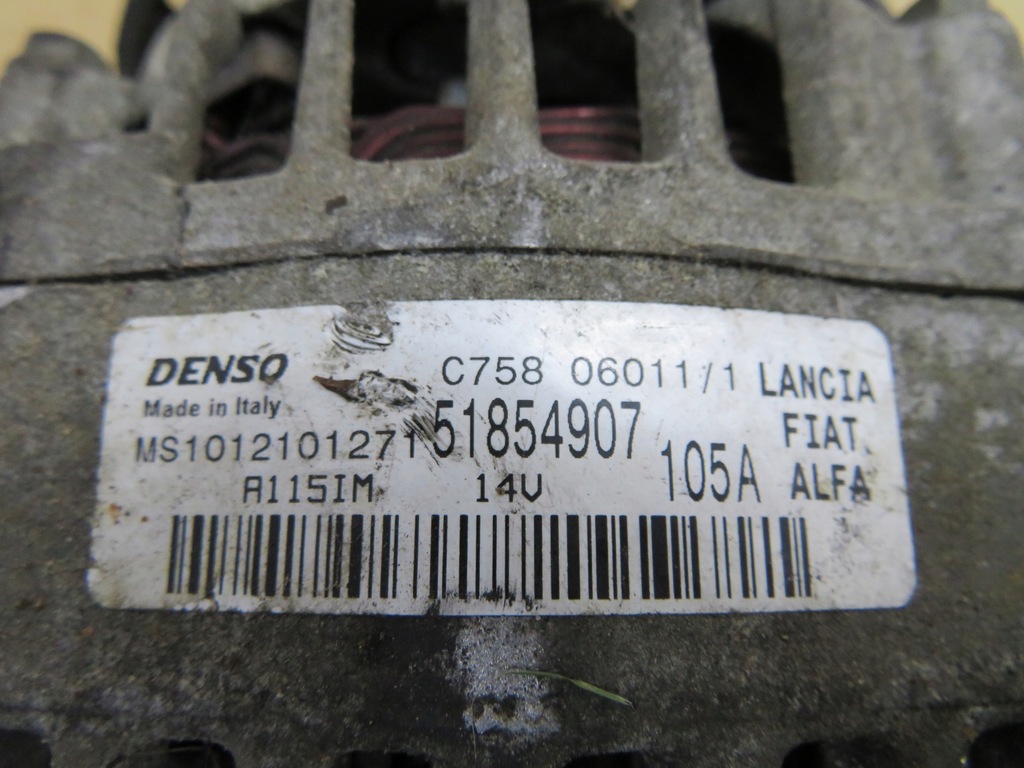 DENSO C758 06011/1 LANCIA
Made in Italy 51854907 FIAT.
MS1012101271 105A ALFA
A115IM 14V